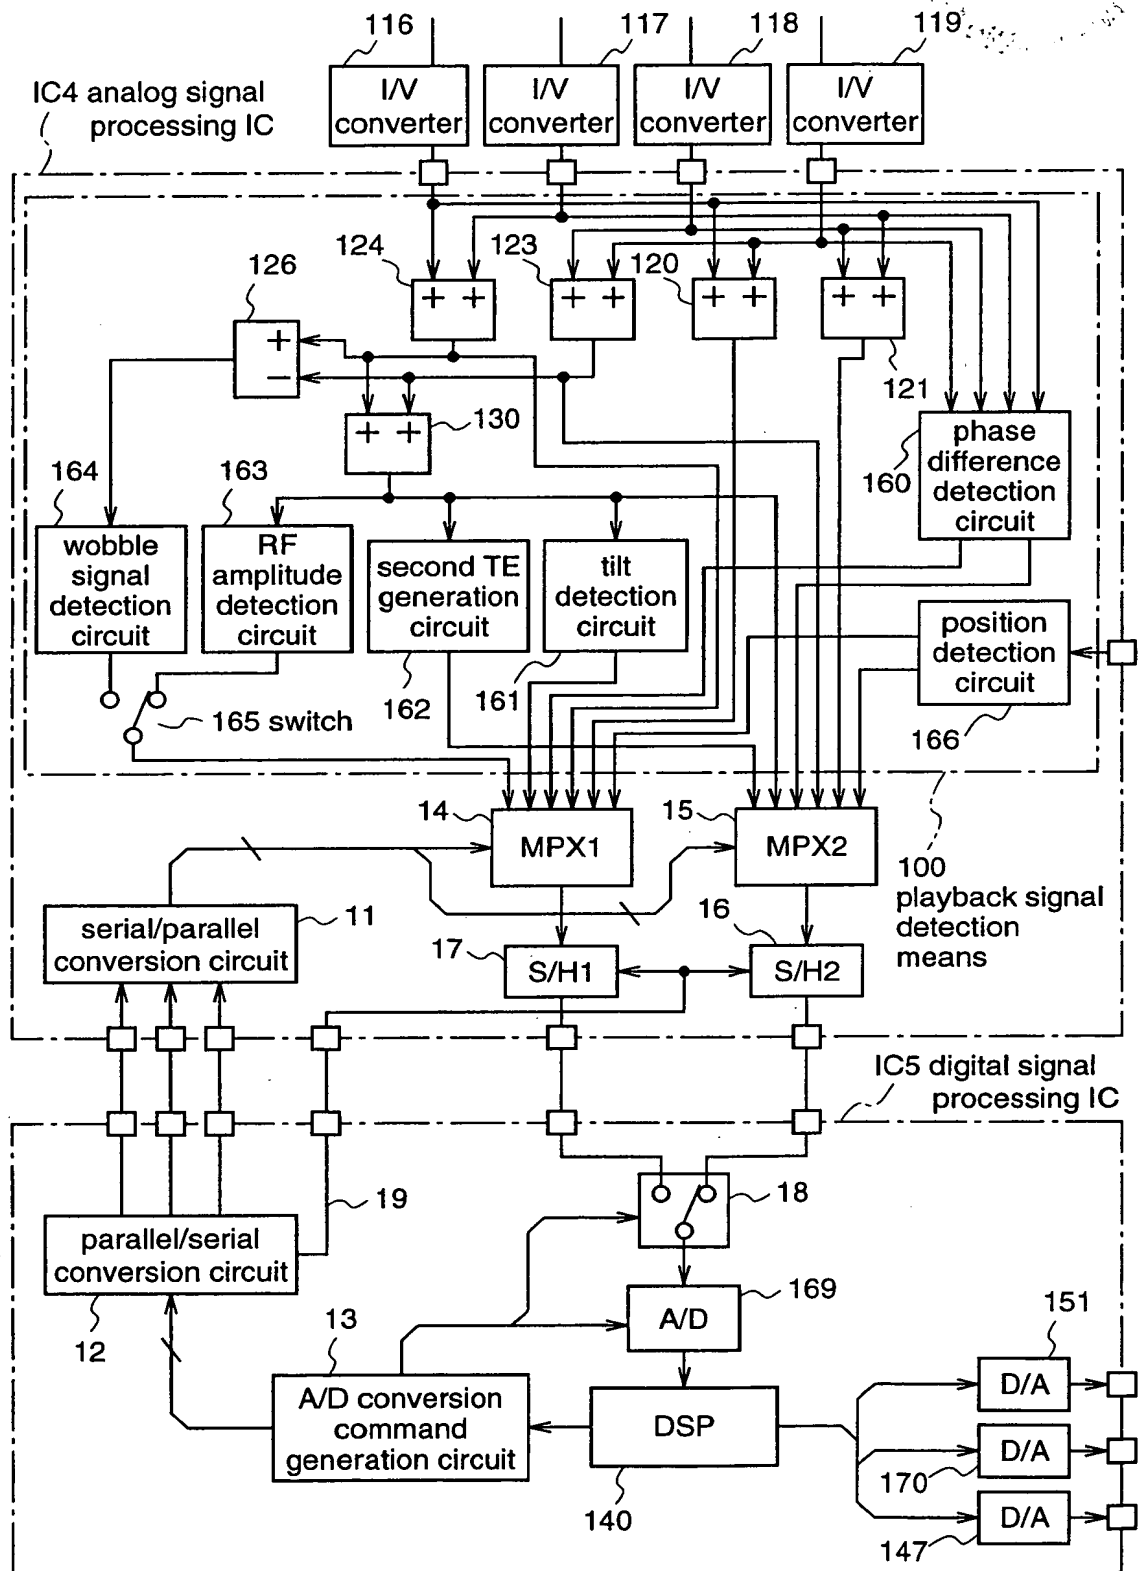 116
117
118
119
IC4 analog signal
processing IC
I/V
converter
I/V
converter
I/V
converter
I/V
converter
124
123
120
126
+ +
+ +
+ +
+ +
+
−
121
130
+ +
164
163
160
phase
difference
detection
circuit
wobble
signal
detection
circuit
RF
amplitude
detection
circuit
second TE
generation
circuit
tilt
detection
circuit
position
detection
circuit
162
161
165 switch
166
14
15
MPX1
MPX2
100
playback signal
detection
means
11
serial/parallel
conversion circuit
17
16
S/H1
S/H2
IC5 digital signal
processing IC
19
18
parallel/serial
conversion circuit
12
169
A/D
13
151
A/D conversion
command
generation circuit
DSP
D/A
D/A
170
140
D/A
147